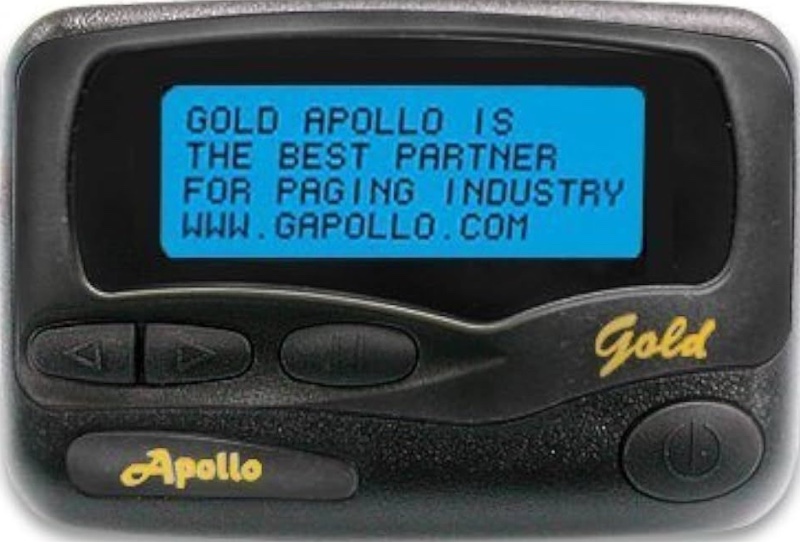 GOLD APOLLO IS
THE BEST PARTNER
FOR PAGING INDUSTRY
WWW.GAPOLLO.COM
Gold
Apollo